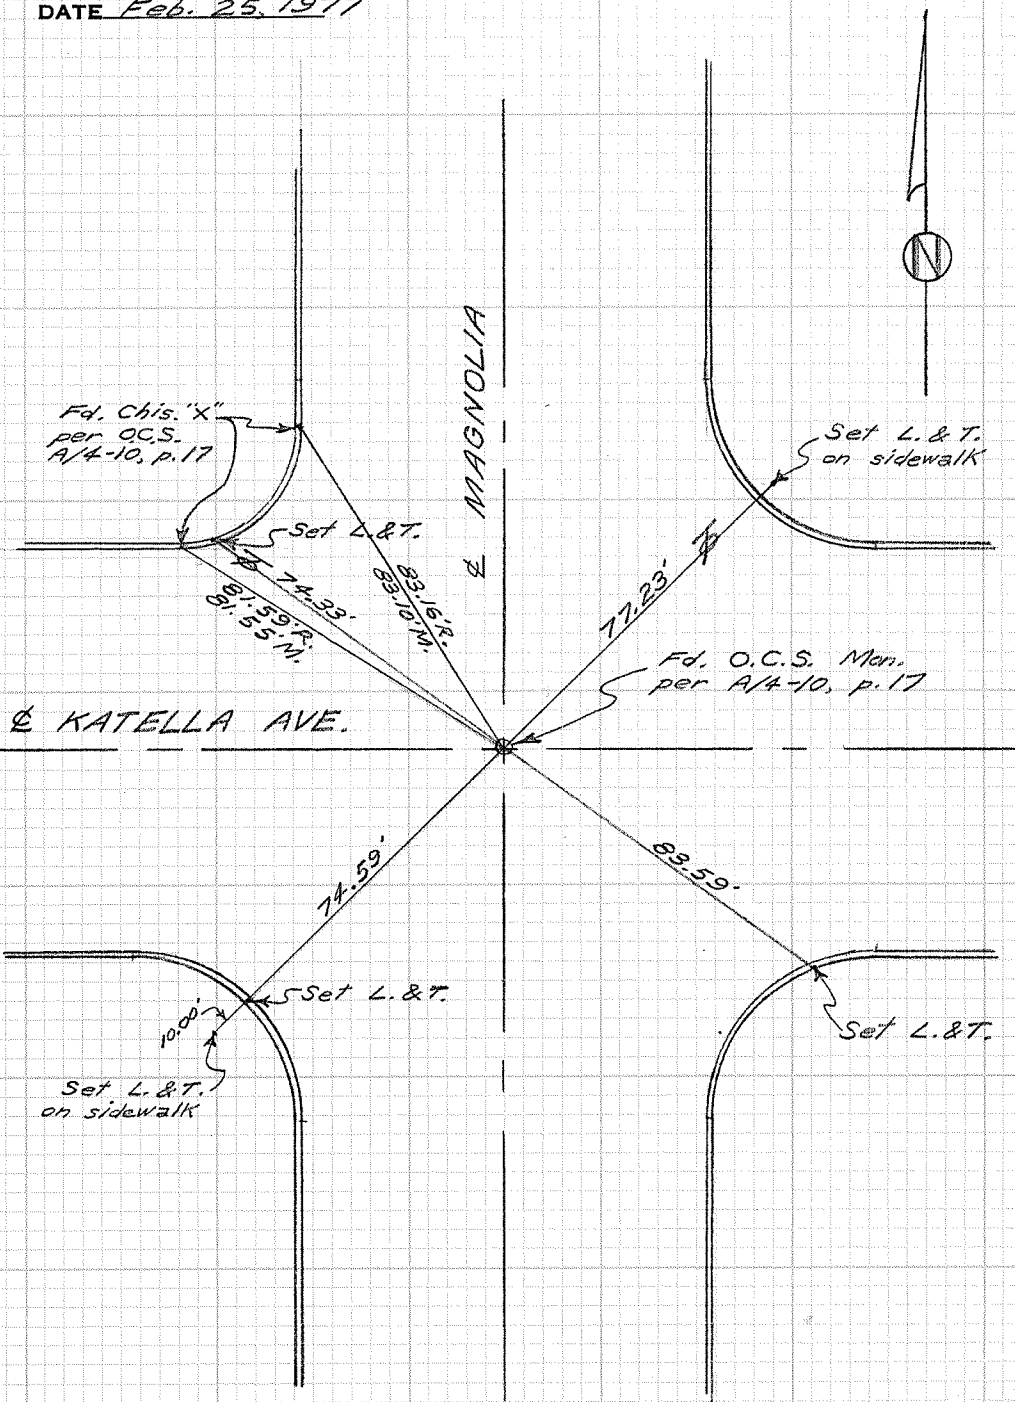 DATE Feb. 25, 1977
N
℄ MAGNOLIA
Fd. Chis. "X"
per O.C.S.
A/4-10, p.17
Set L. & T.
on sidewalk
Set L.&T.
74.33'
83.16' R.
83.10' M.
81.59' R.
81.55' M.
77.23'
Fd. O.C.S. Mon.
per A/4-10, p.17
℄ KATELLA AVE.
74.59'
83.59'
Set L.&T.
10.00'
Set L.&T.
Set L.&T.
on sidewalk